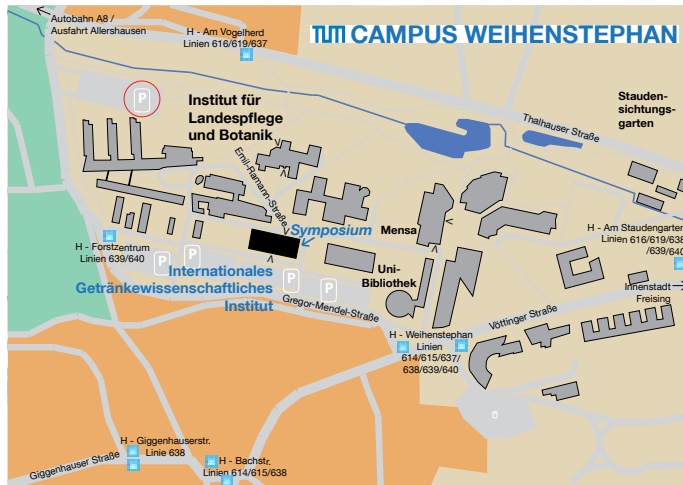 Autobahn A8 /
Ausfahrt Allershausen
H - Am Vogelherd
Linien 616/619/637
TUM CAMPUS WEIHENSTEPHAN
P
Institut für
Landespflege
und Botanik
Stauden-
sichtungs-
garten
Thalhauser Straße
Emil-Ramann-Straße
Symposium
Mensa
H - Am Staudengarten
Linien 616/619/638
/639/640
H - Forstzentrum
Linien 639/640
P
P
Internationales
Getränkewissenschaftliches
Institut
P
P
Uni-
Bibliothek
Innenstadt
Freising
Gregor-Mendel-Straße
Vöttinger Straße
H - Weihenstephan
Linien
614/615/637/
638/639/640
H - Giggenhauserstr.
Linie 638
Giggenhauser Straße
H - Bachstr.
Linien 614/615/638